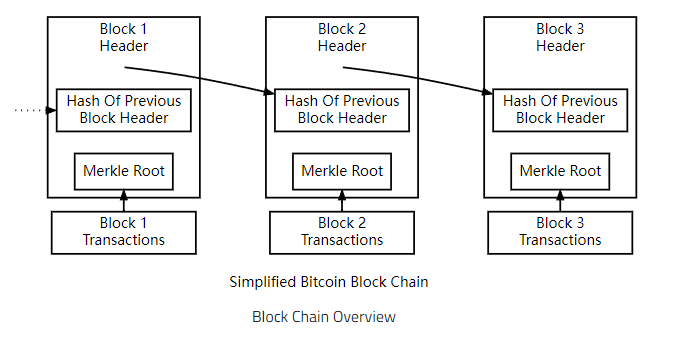 Block 1
Header
Hash Of Previous
Block Header
Merkle Root
Block 1
Transactions
Block 2
Header
Hash Of Previous
Block Header
Merkle Root
Block 2
Transactions
Block 3
Header
Hash Of Previous
Block Header
Merkle Root
Block 3
Transactions
Simplified Bitcoin Block Chain
Block Chain Overview